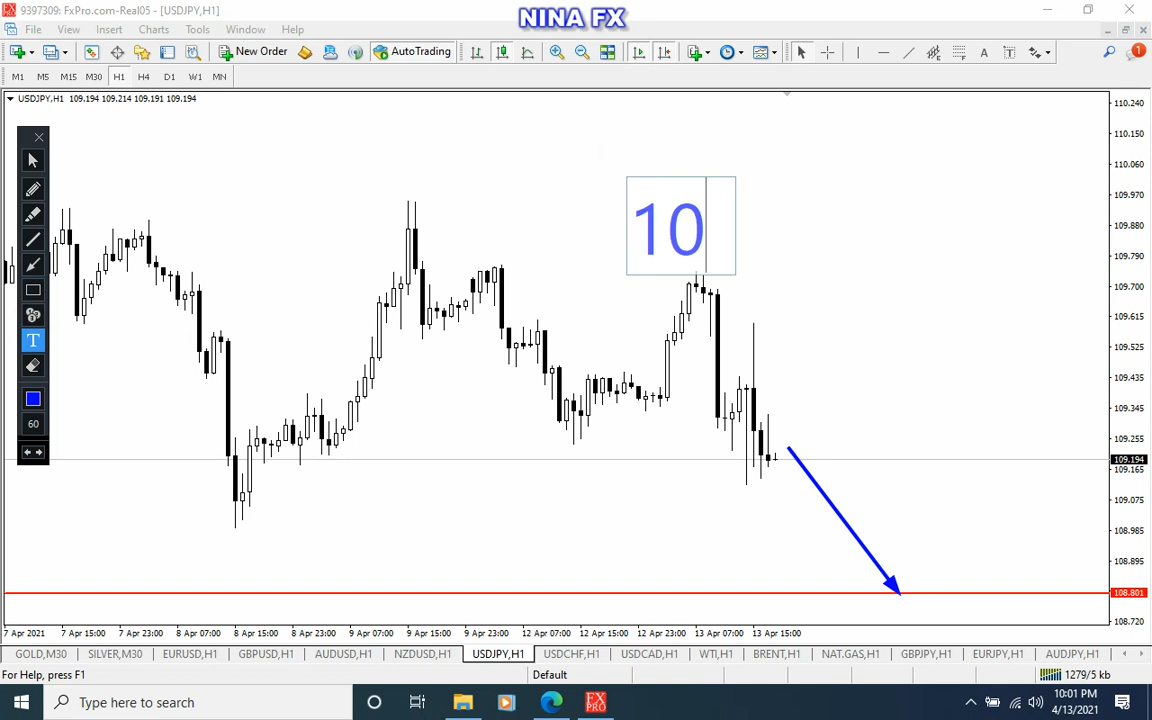 9397309: FxPro.com-Real05 - [USDJPY,H1]
NINA FX
File View Insert Charts Tools Window Help
New Order AutoTrading
1
M1 M5 M15 M30 H1 H4 D1 W1 MN
USDJPY,H1 109.194 109.214 109.191 109.194
10
T
60
110.240
110.150
110.060
109.970
109.880
109.790
109.700
109.615
109.525
109.435
109.345
109.255
109.194
109.165
109.075
108.985
108.895
108.801
108.720
7 Apr 2021 7 Apr 15:00 7 Apr 23:00 8 Apr 07:00 8 Apr 15:00 8 Apr 23:00 9 Apr 07:00 9 Apr 15:00 9 Apr 23:00 12 Apr 07:00 12 Apr 15:00 12 Apr 23:00 13 Apr 07:00 13 Apr 15:00
GOLD,M30 SILVER,M30 EURUSD,H1 GBPUSD,H1 AUDUSD,H1 NZDUSD,H1 USDJPY,H1 USDCHF,H1 USDCAD,H1 WTI,H1 BRENT,H1 NAT.GAS,H1 GBPJPY,H1 EURJPY,H1 AUDJPY,H1
For Help, press F1 Default 1279/5 kb
Type here to search
FX PRO
10:01 PM
4/13/2021